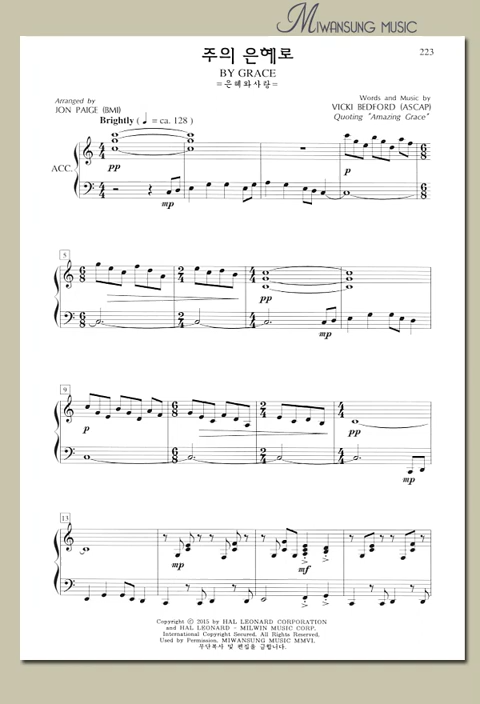 MIWANSUNG MUSIC
주의 은혜로
223
BY GRACE
= 은혜와사랑 =
Arranged by
JON PAIGE (BMI)
Words and Music by
VICKI BEDFORD (ASCAP)
Quoting "Amazing Grace"
Brightly ( ♩ = ca. 128 )
ACC.
pp
mp
p
5
pp
mp
9
p
pp
mp
13
mp
mf
Copyright © 2015 by HAL LEONARD CORPORATION
and HAL LEONARD - MILWIN MUSIC CORP.
International Copyright Secured. All Rights Reserved.
Used by Permission. MIWANSUNG MUSIC MMVI.
무단복사 및 편집을 금합니다.